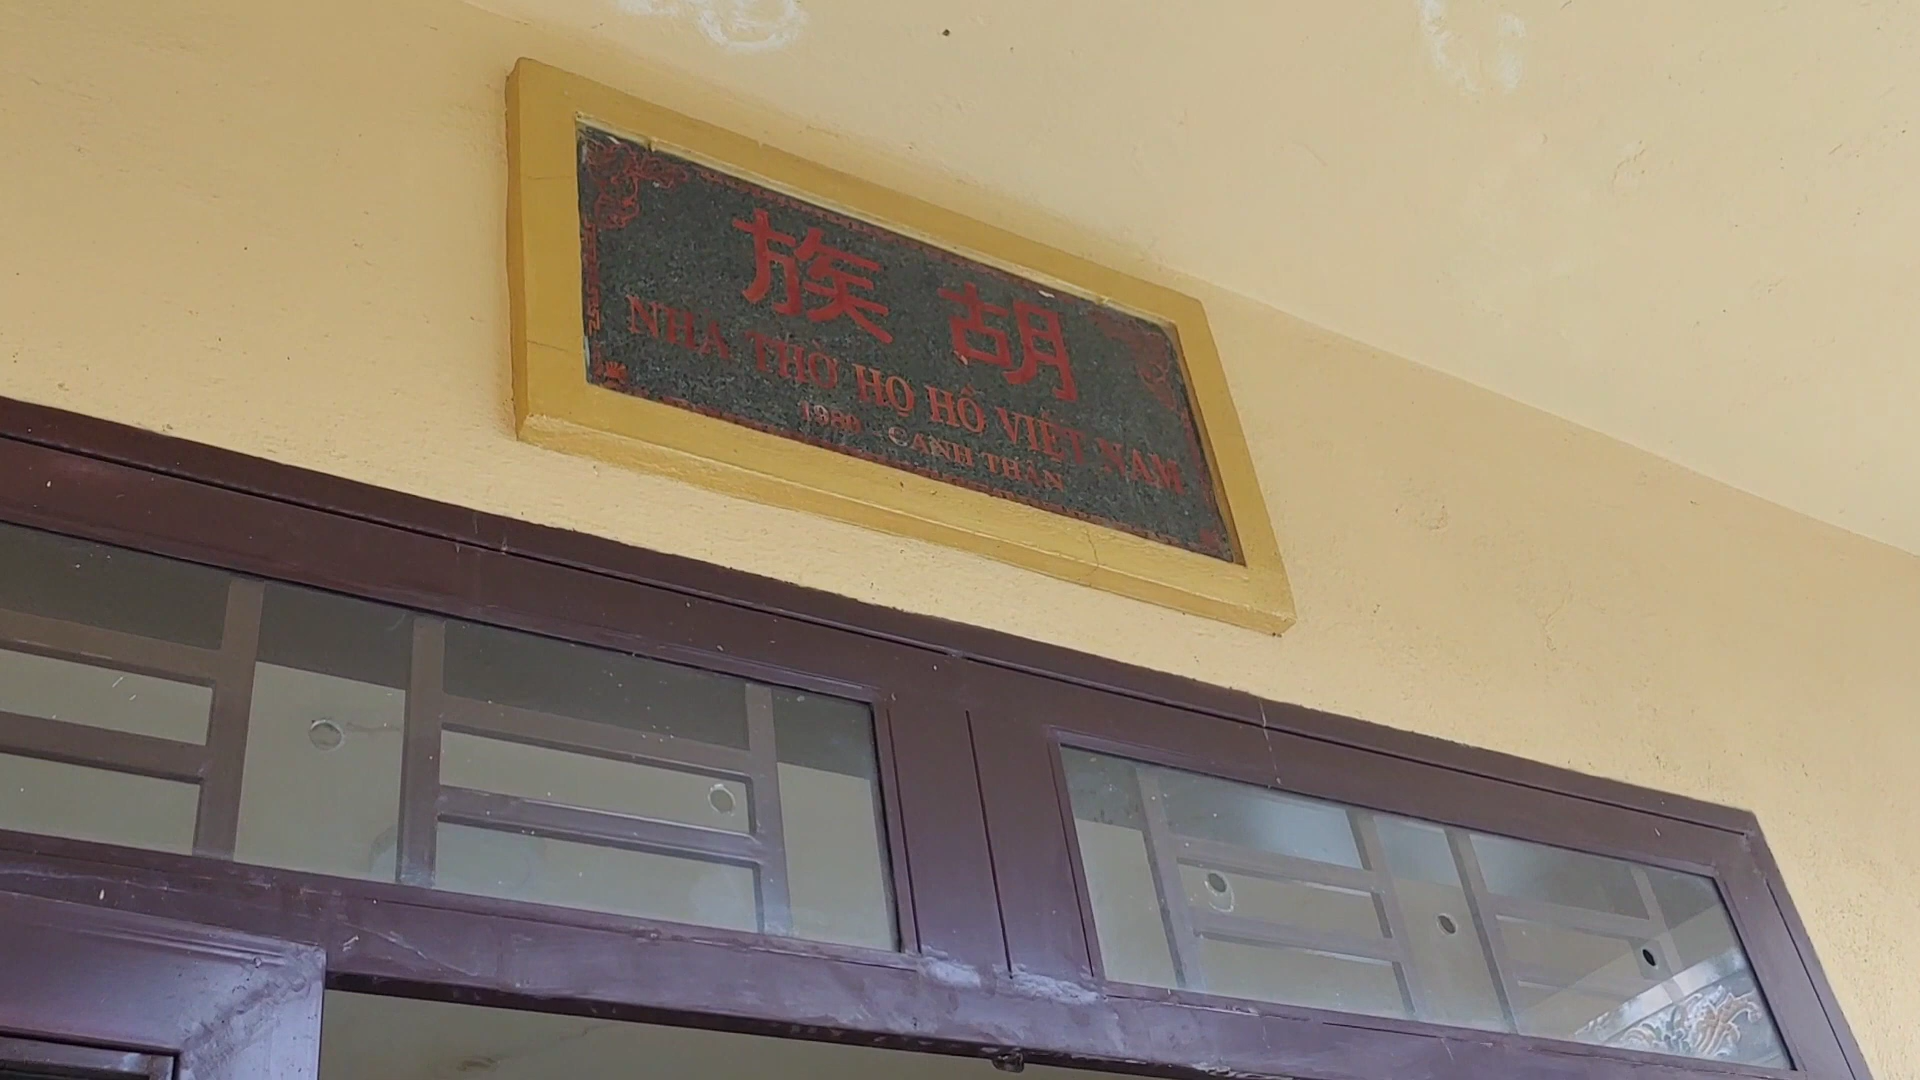 族 胡
NHÀ THỜ HỌ HỒ VIỆT NAM
1980 - CANH THÂN